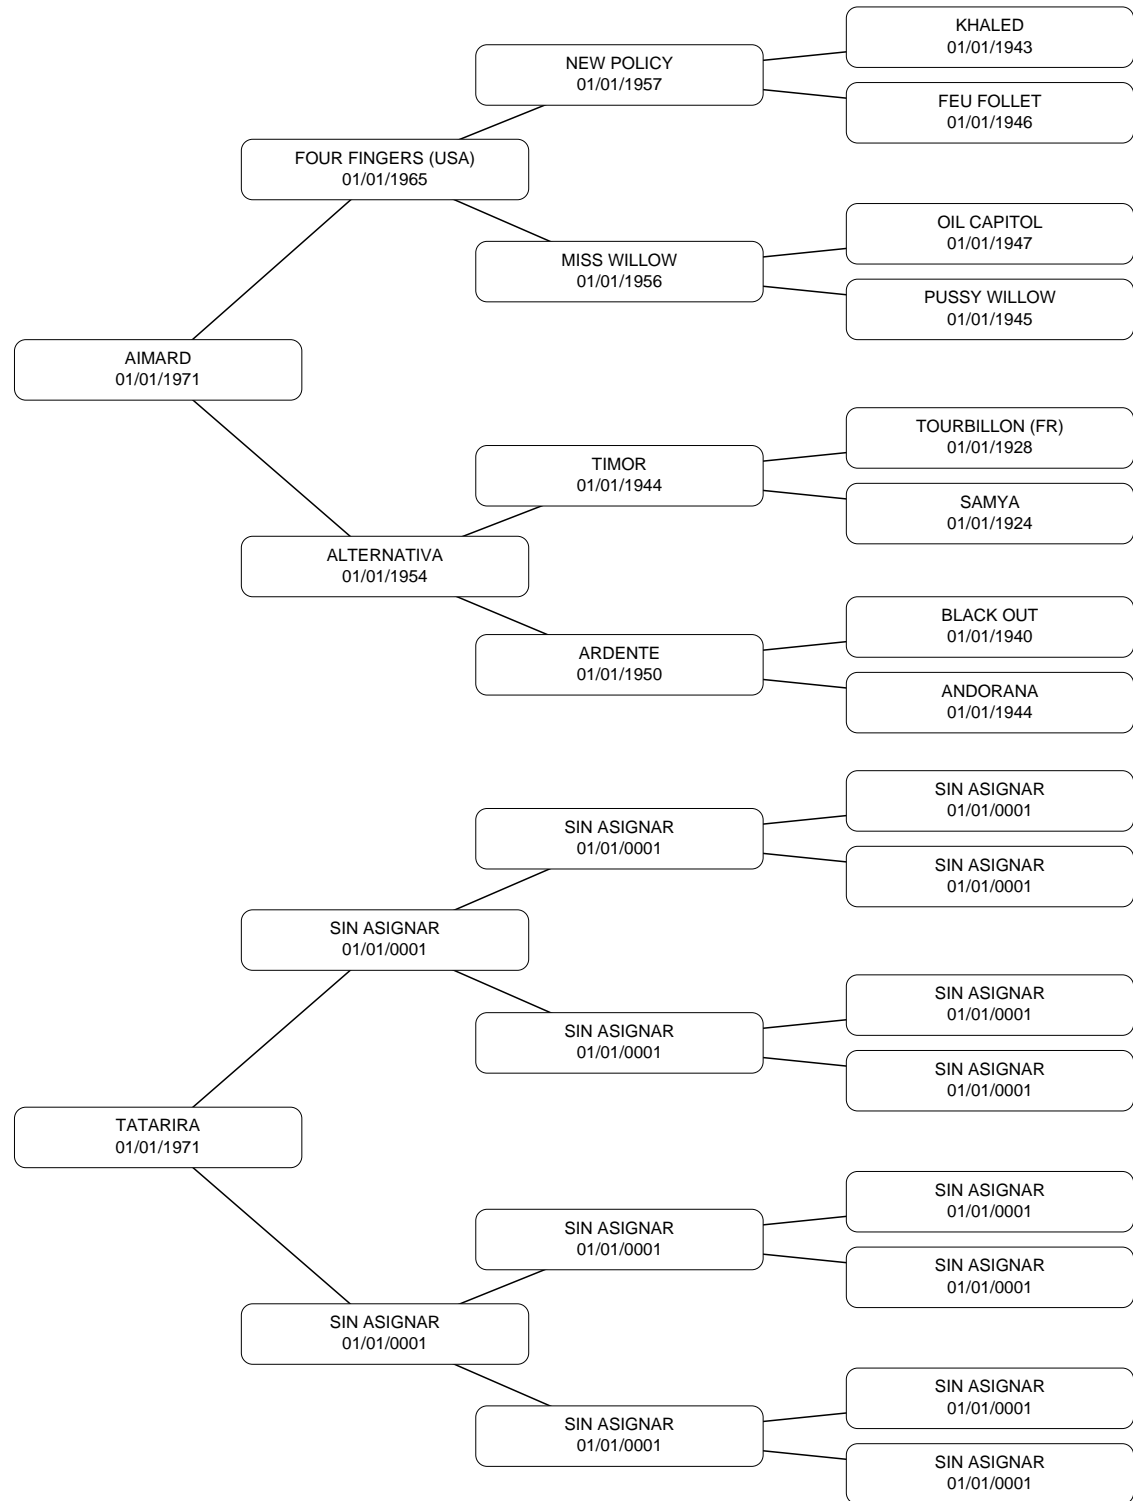 KHALED
01/01/1943
NEW POLICY
01/01/1957
FEU FOLLET
01/01/1946
FOUR FINGERS (USA)
01/01/1965
OIL CAPITOL
01/01/1947
MISS WILLOW
01/01/1956
PUSSY WILLOW
01/01/1945
AIMARD
01/01/1971
TOURBILLON (FR)
01/01/1928
TIMOR
01/01/1944
SAMYA
01/01/1924
ALTERNATIVA
01/01/1954
BLACK OUT
01/01/1940
ARDENTE
01/01/1950
ANDORANA
01/01/1944
SIN ASIGNAR
01/01/0001
SIN ASIGNAR
01/01/0001
SIN ASIGNAR
01/01/0001
SIN ASIGNAR
01/01/0001
SIN ASIGNAR
01/01/0001
SIN ASIGNAR
01/01/0001
SIN ASIGNAR
01/01/0001
TATARIRA
01/01/1971
SIN ASIGNAR
01/01/0001
SIN ASIGNAR
01/01/0001
SIN ASIGNAR
01/01/0001
SIN ASIGNAR
01/01/0001
SIN ASIGNAR
01/01/0001
SIN ASIGNAR
01/01/0001
SIN ASIGNAR
01/01/0001